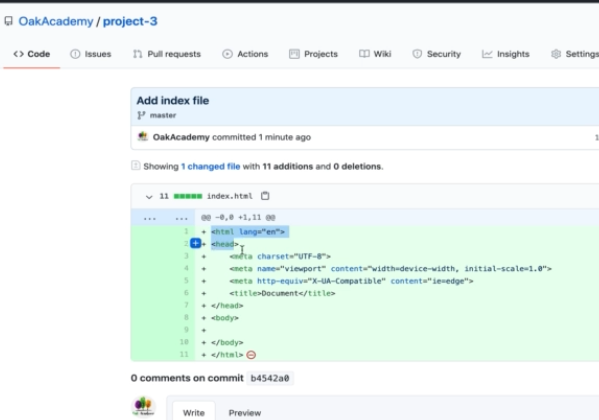 OakAcademy / project-3
<> Code Issues Pull requests Actions Projects Wiki Security Insights Settings
Add index file
master
OakAcademy committed 1 minute ago
Showing 1 changed file with 11 additions and 0 deletions.
11 index.html
... ... @@ -0,0 +1,11 @@
1 + <html lang="en">
2 + <head>
3 + <meta charset="UTF-8">
4 + <meta name="viewport" content="width=device-width, initial-scale=1.0">
5 + <meta http-equiv="X-UA-Compatible" content="ie=edge">
6 + <title>Document</title>
7 + </head>
8 + <body>
9 +
10 + </body>
11 + </html>
0 comments on commit b4542a0
Write Preview